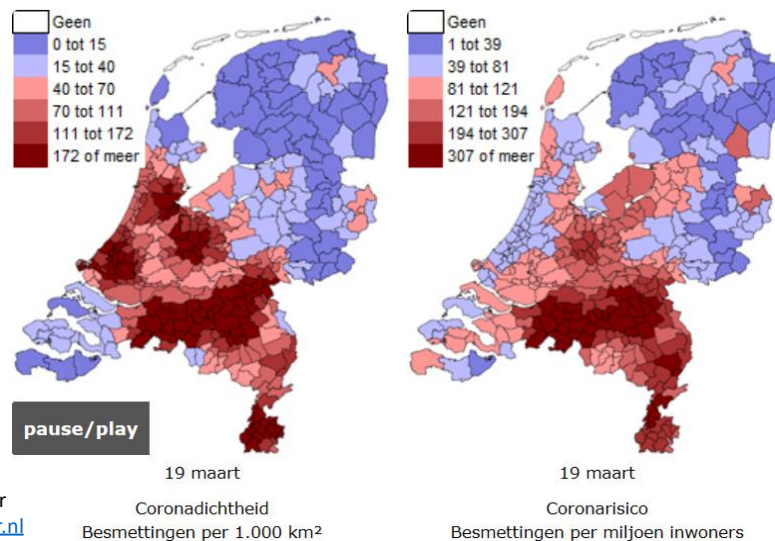 Geen
0 tot 15
15 tot 40
40 tot 70
70 tot 111
111 tot 172
172 of meer
Geen
1 tot 39
39 tot 81
81 tot 121
121 tot 194
194 tot 307
307 of meer
pause/play
19 maart
19 maart
r
r.nl
Coronadichtheid
Besmettingen per 1.000 km²
Coronarisico
Besmettingen per miljoen inwoners